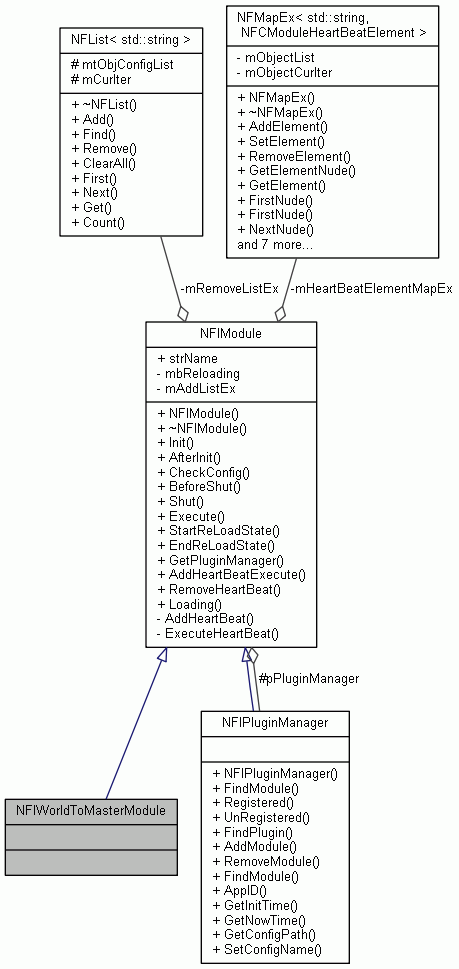 NFList< std::string >
# mtObjConfigList
# mCurIter
+ ~NFList()
+ Add()
+ Find()
+ Remove()
+ ClearAll()
+ First()
+ Next()
+ Get()
+ Count()
NFMapEx< std::string,
NFCModuleHeartBeatElement >
- mObjectList
- mObjectCurIter
+ NFMapEx()
+ ~NFMapEx()
+ AddElement()
+ SetElement()
+ RemoveElement()
+ GetElementNude()
+ GetElement()
+ FirstNude()
+ FirstNude()
+ NextNude()
and 7 more...
-mRemoveListEx
-mHeartBeatElementMapEx
NFIModule
+ strName
- mbReloading
- mAddListEx
+ NFIModule()
+ ~NFIModule()
+ Init()
+ AfterInit()
+ CheckConfig()
+ BeforeShut()
+ Shut()
+ Execute()
+ StartReLoadState()
+ EndReLoadState()
+ GetPluginManager()
+ AddHeartBeatExecute()
+ RemoveHeartBeat()
+ Loading()
- AddHeartBeat()
- ExecuteHeartBeat()
#pPluginManager
NFIPluginManager
+ NFIPluginManager()
+ FindModule()
+ Registered()
+ UnRegistered()
+ FindPlugin()
+ AddModule()
+ RemoveModule()
+ FindModule()
+ AppID()
+ GetInitTime()
+ GetNowTime()
+ GetConfigPath()
+ SetConfigName()
NFIWorldToMasterModule